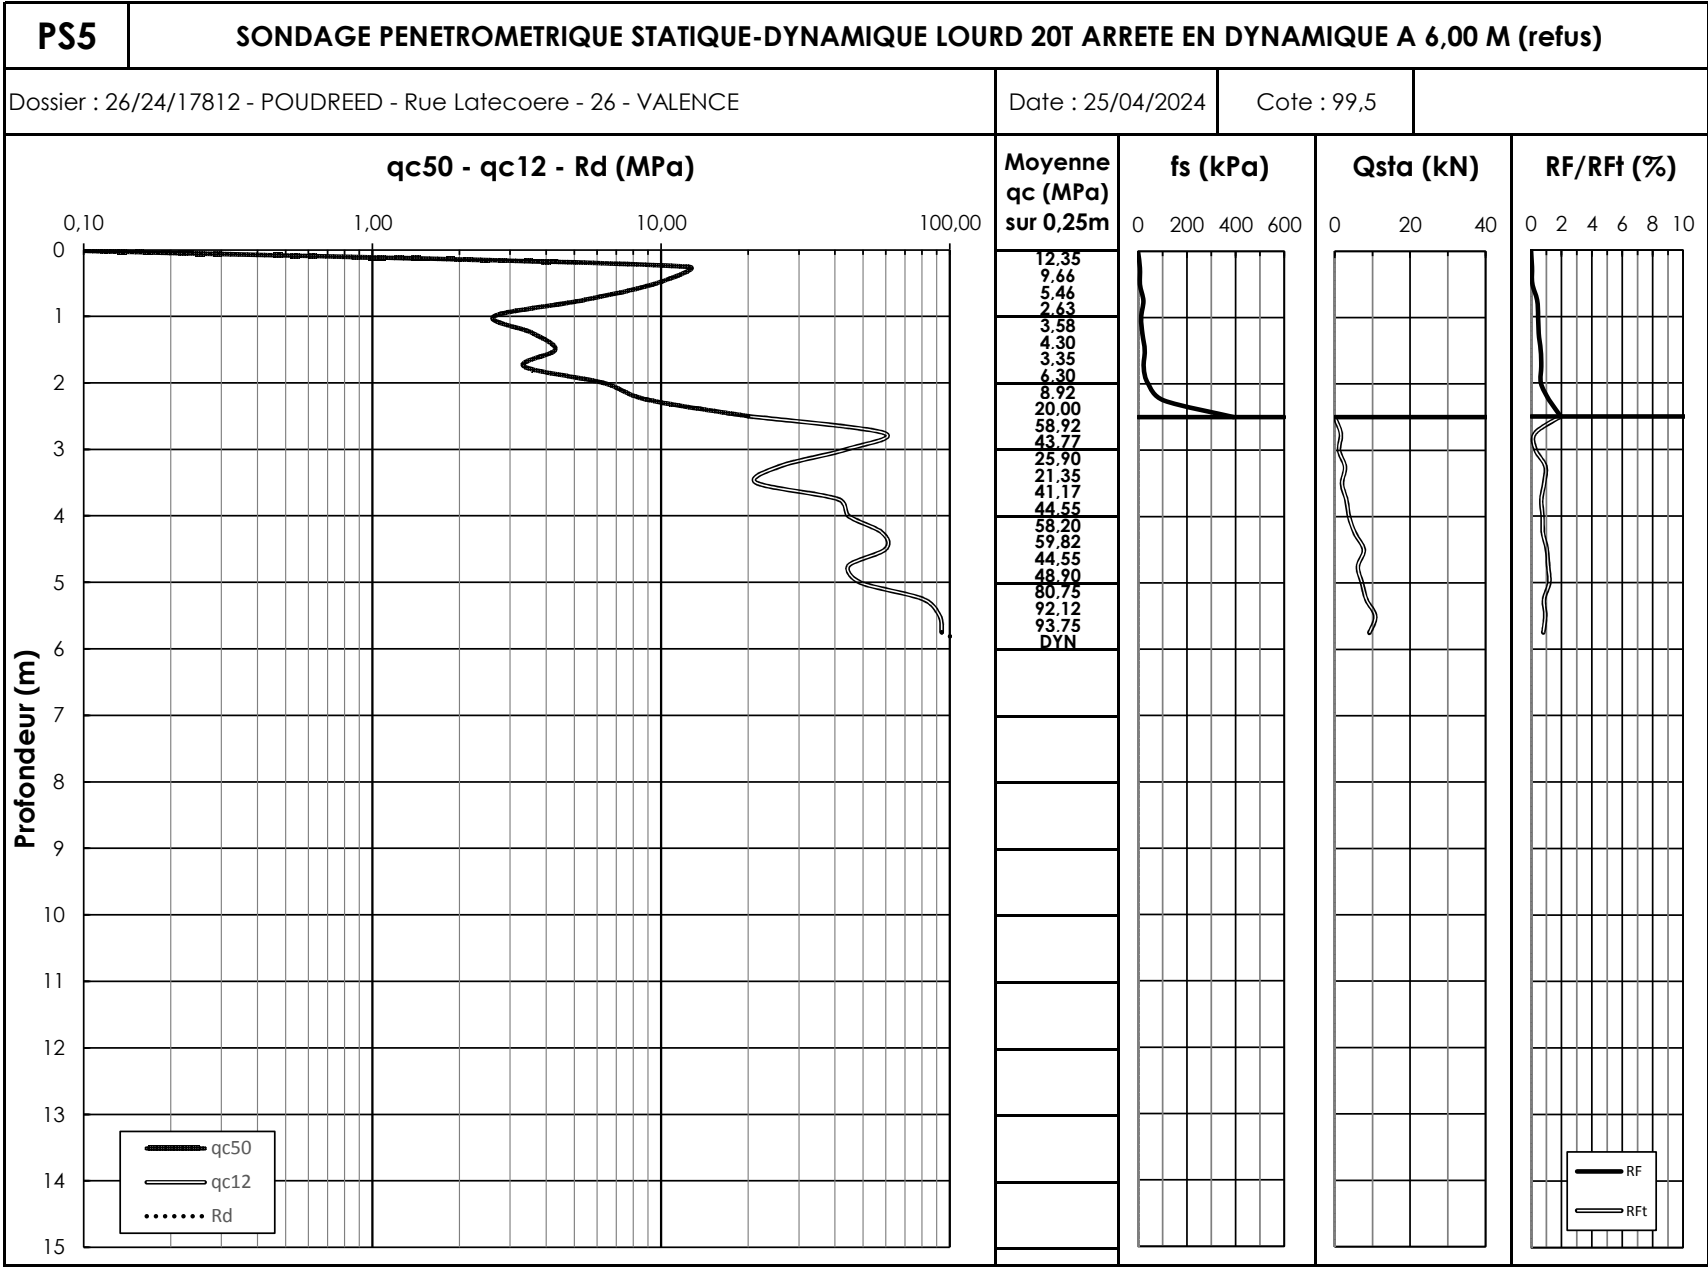 PS5
SONDAGE PENETROMETRIQUE STATIQUE-DYNAMIQUE LOURD 20T ARRETE EN DYNAMIQUE A 6,00 M (refus)
Dossier : 26/24/17812 - POUDREED - Rue Latecoere - 26 - VALENCE
Date : 25/04/2024
Cote : 99,5
qc50 - qc12 - Rd (MPa)
0,10 1,00 10,00 100,00
Profondeur (m)
0
1
2
3
4
5
6
7
8
9
10
11
12
13
14
15
qc50
qc12
Rd
Moyenne
qc (MPa)
sur 0,25m
12,35
9,66
5,46
2,63
3,58
4,30
3,35
6,30
8,92
20,00
58,92
43,77
25,90
21,35
41,17
44,55
58,20
59,82
44,55
48,90
80,75
92,12
93,75
DYN
fs (kPa)
0 200 400 600
Qsta (kN)
0 20 40
RF/RFt (%)
0 2 4 6 8 10
RF
RFt